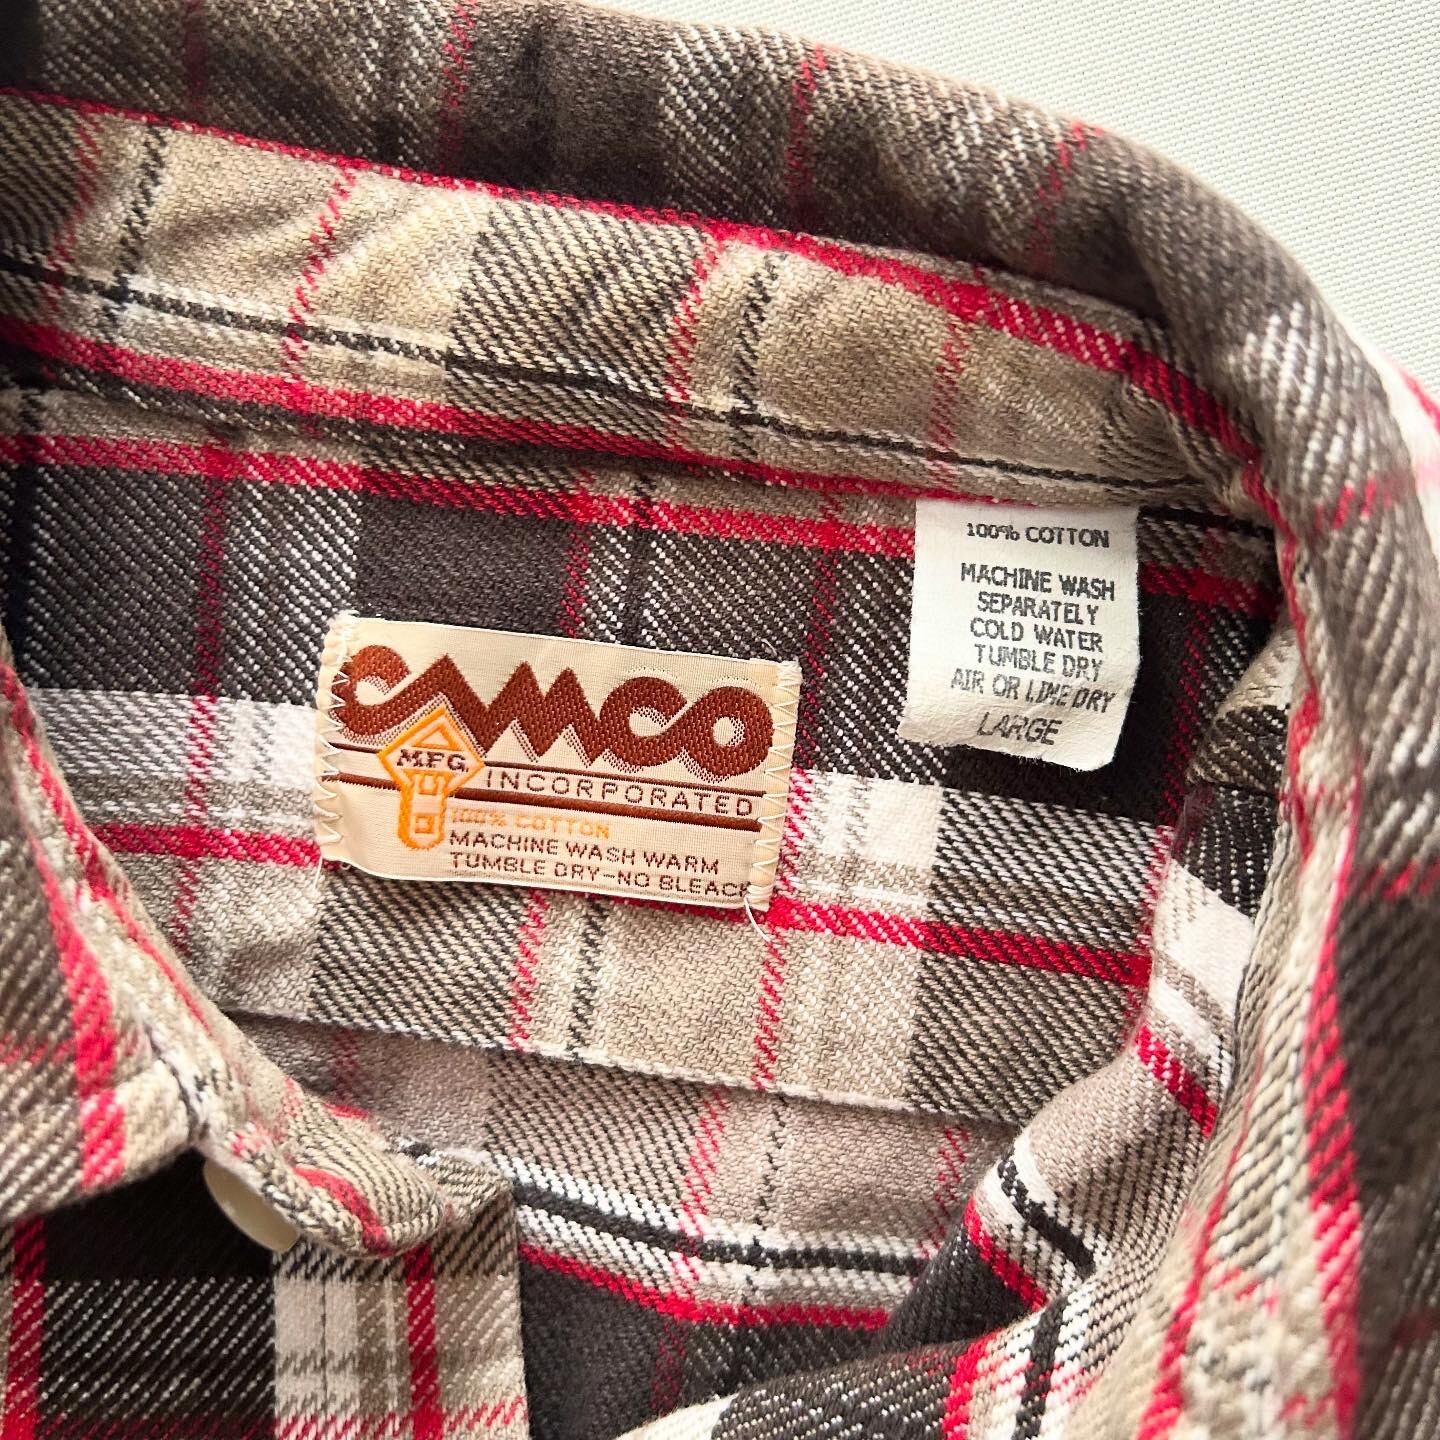 CAMCO
MFG.
INCORPORATED
100% COTTON
MACHINE WASH WARM
TUMBLE DRY-NO BLEACH
100% COTTON
MACHINE WASH
SEPARATELY
COLD WATER
TUMBLE DRY
AIR OR LINE DRY
LARGE